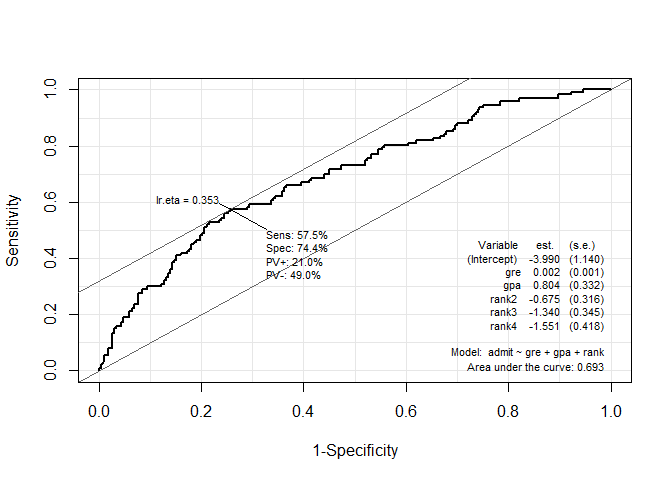 lr.eta = 0.353
Sens: 57.5%
Spec: 74.4%
PV+: 21.0%
PV-: 49.0%
Variable est. (s.e.)
(Intercept) -3.990 (1.140)
gre 0.002 (0.001)
gpa 0.804 (0.332)
rank2 -0.675 (0.316)
rank3 -1.340 (0.345)
rank4 -1.551 (0.418)
Model: admit ~ gre + gpa + rank
Area under the curve: 0.693
Sensitivity
1.0
0.8
0.6
0.4
0.2
0.0
0.0 0.2 0.4 0.6 0.8 1.0
1-Specificity